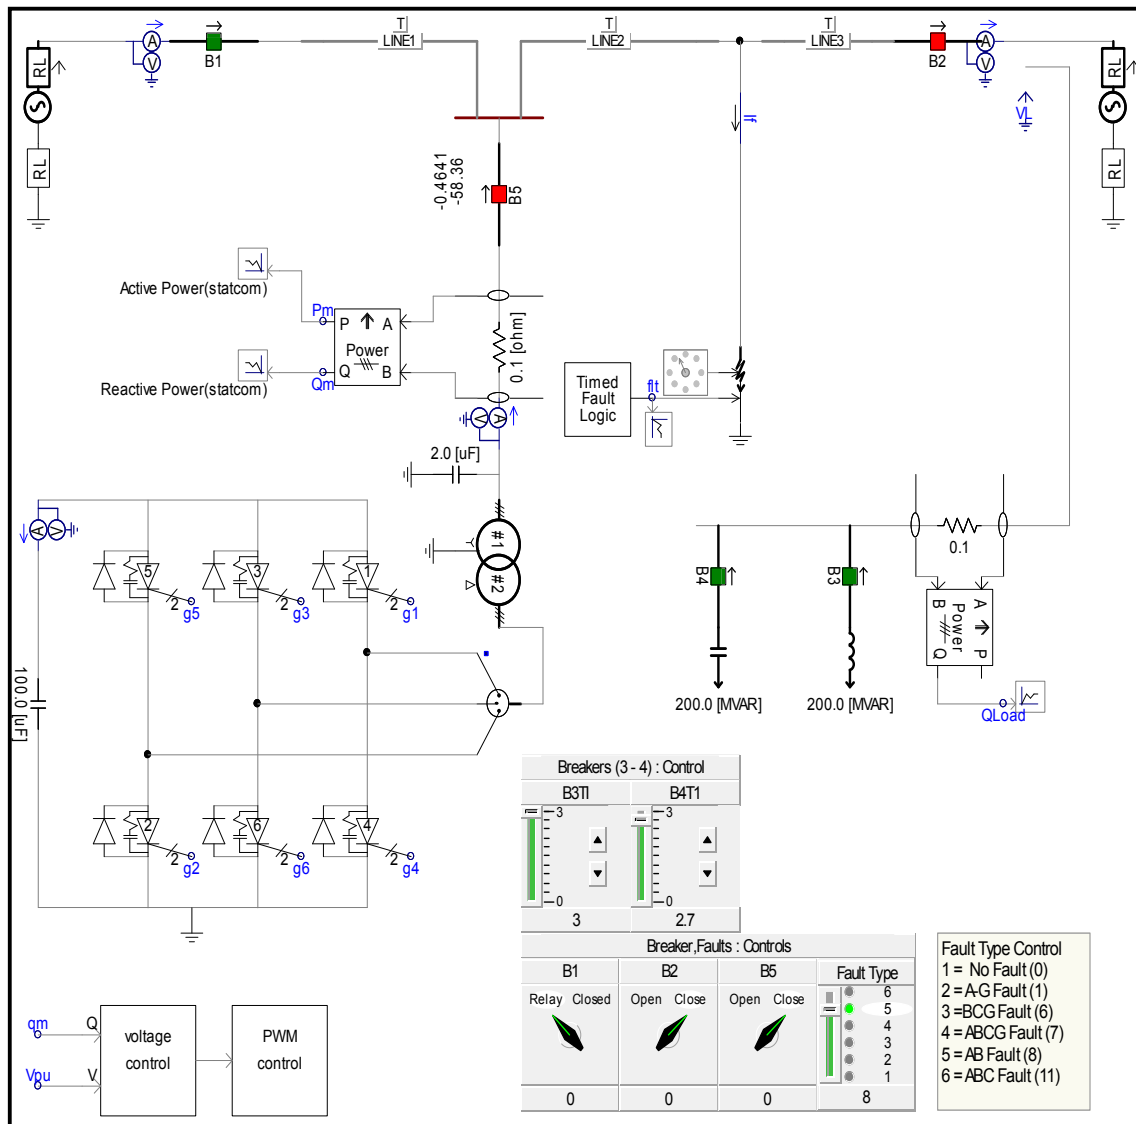 T
LINE1
T
LINE2
T
LINE3
A
V
B1
B2
A
V
RL
S
RL
RL
S
RL
VL
If
-0.4641
-58.36
B5
Active Power(statcom)
Pm
P
A
Power
Q
B
Qm
Reactive Power(statcom)
0.1 [ohm]
V
A
Timed
Fault
Logic
flt
2.0 [uF]
#1
#2
A
V
5
3
1
2
g5
2
g3
2
g1
100.0 [uF]
2
6
4
2
g2
2
g6
2
g4
0.1
B4
B3
A
B
P
Q
Power
200.0 [MVAR]
200.0 [MVAR]
QLoad
Breakers (3 - 4) : Control
B3Tl
B4T1
3
0
3
0
3
2.7
Breaker,Faults : Controls
B1
B2
B5
Fault Type
Relay Closed
Open Close
Open Close
6
5
4
3
2
1
0
0
0
8
Fault Type Control
1 = No Fault (0)
2 = A-G Fault (1)
3 =BCG Fault (6)
4 = ABCG Fault (7)
5 = AB Fault (8)
6 = ABC Fault (11)
qm
Q
Vpu
V
voltage
control
PWM
control